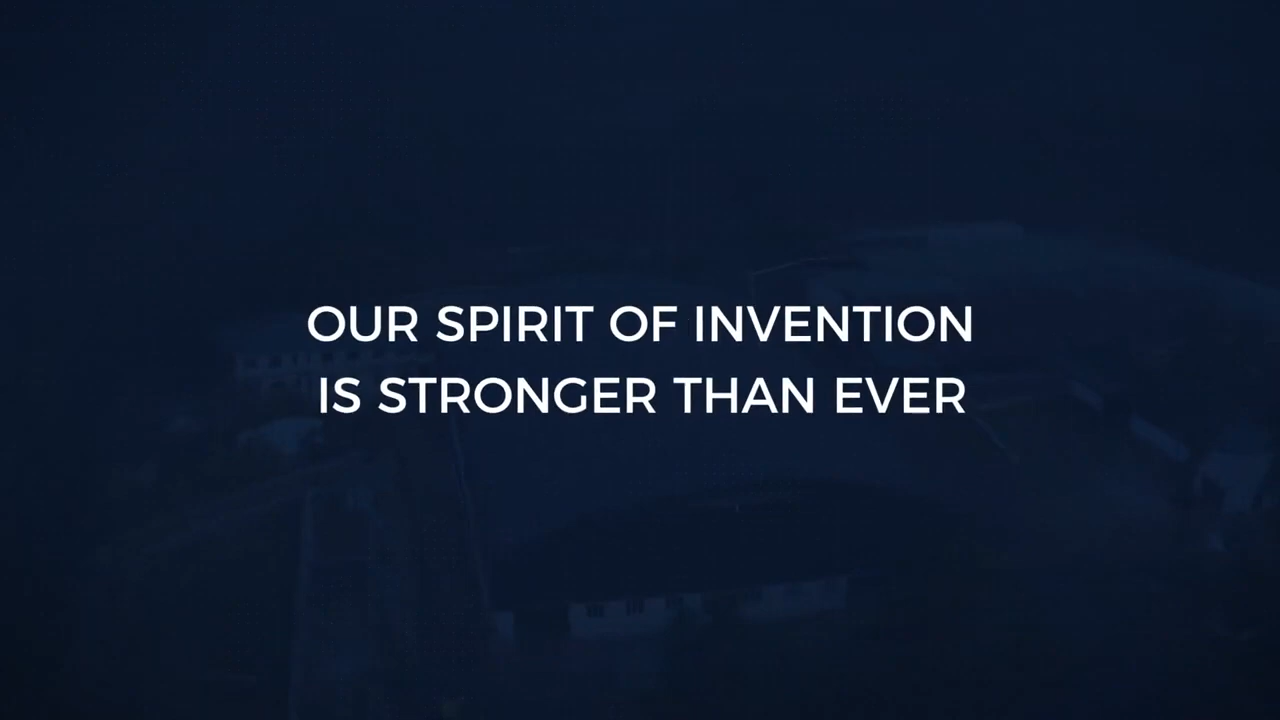 OUR SPIRIT OF INVENTION
IS STRONGER THAN EVER